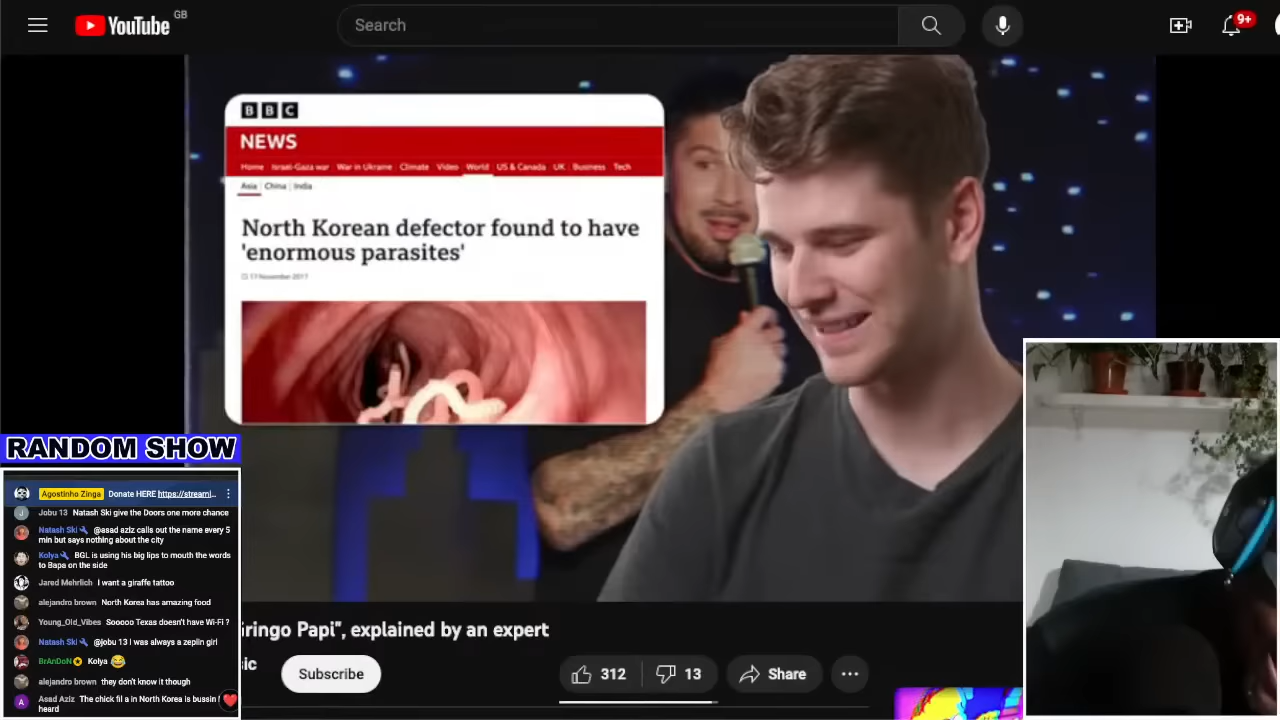 YouTube
GB
Search
9+
BBC
NEWS
Home Israel-Gaza war War in Ukraine Climate Video World US & Canada UK Business Tech
Asia China India
North Korean defector found to have
'enormous parasites'
17 November 2017
RANDOM SHOW
Agostinho Zinga Donate HERE https://streaml...
J Jobu 13 Natash Ski give the Doors one more chance
Natash Ski @asad aziz calls out the name every 5
min but says nothing about the city
Kolya BGL is using his big lips to mouth the words
to Bapa on the side
Jared Mehrlich I want a giraffe tattoo
alejandro brown North Korea has amazing food
Young_Old_Vibes Sooooo Texas doesn't have Wi-Fi ?
Natash Ski @jobu 13 I was always a zeplin girl
BrAnDoN Kolya
alejandro brown they don't know it though
A Asad Aziz The chick fil a in North Korea is bussin
heard
Gringo Papi", explained by an expert
sic
Subscribe
312
13
Share